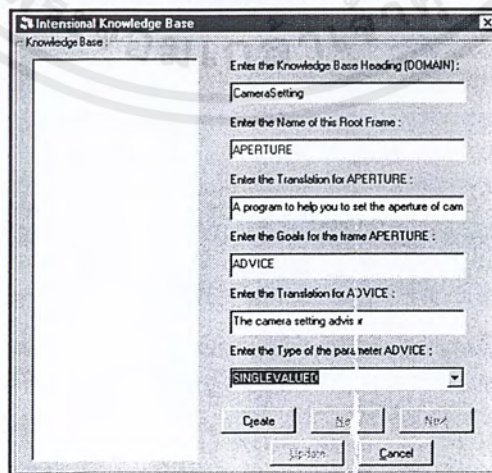 Intensional Knowledge Base
Knowledge Base :
Enter the Knowledge Base Heading (DOMAIN) :
CameraSetting
Enter the Name of this Root Frame :
APERTURE
Enter the Translation for APERTURE :
A program to help you to set the aperture of cam
Enter the Goals for the frame APERTURE :
ADVICE
Enter the Translation for ADVICE :
The camera setting advisor
Enter the Type of the parameter ADVICE :
SINGLEVALUED
Create
New
Next
Update
Cancel